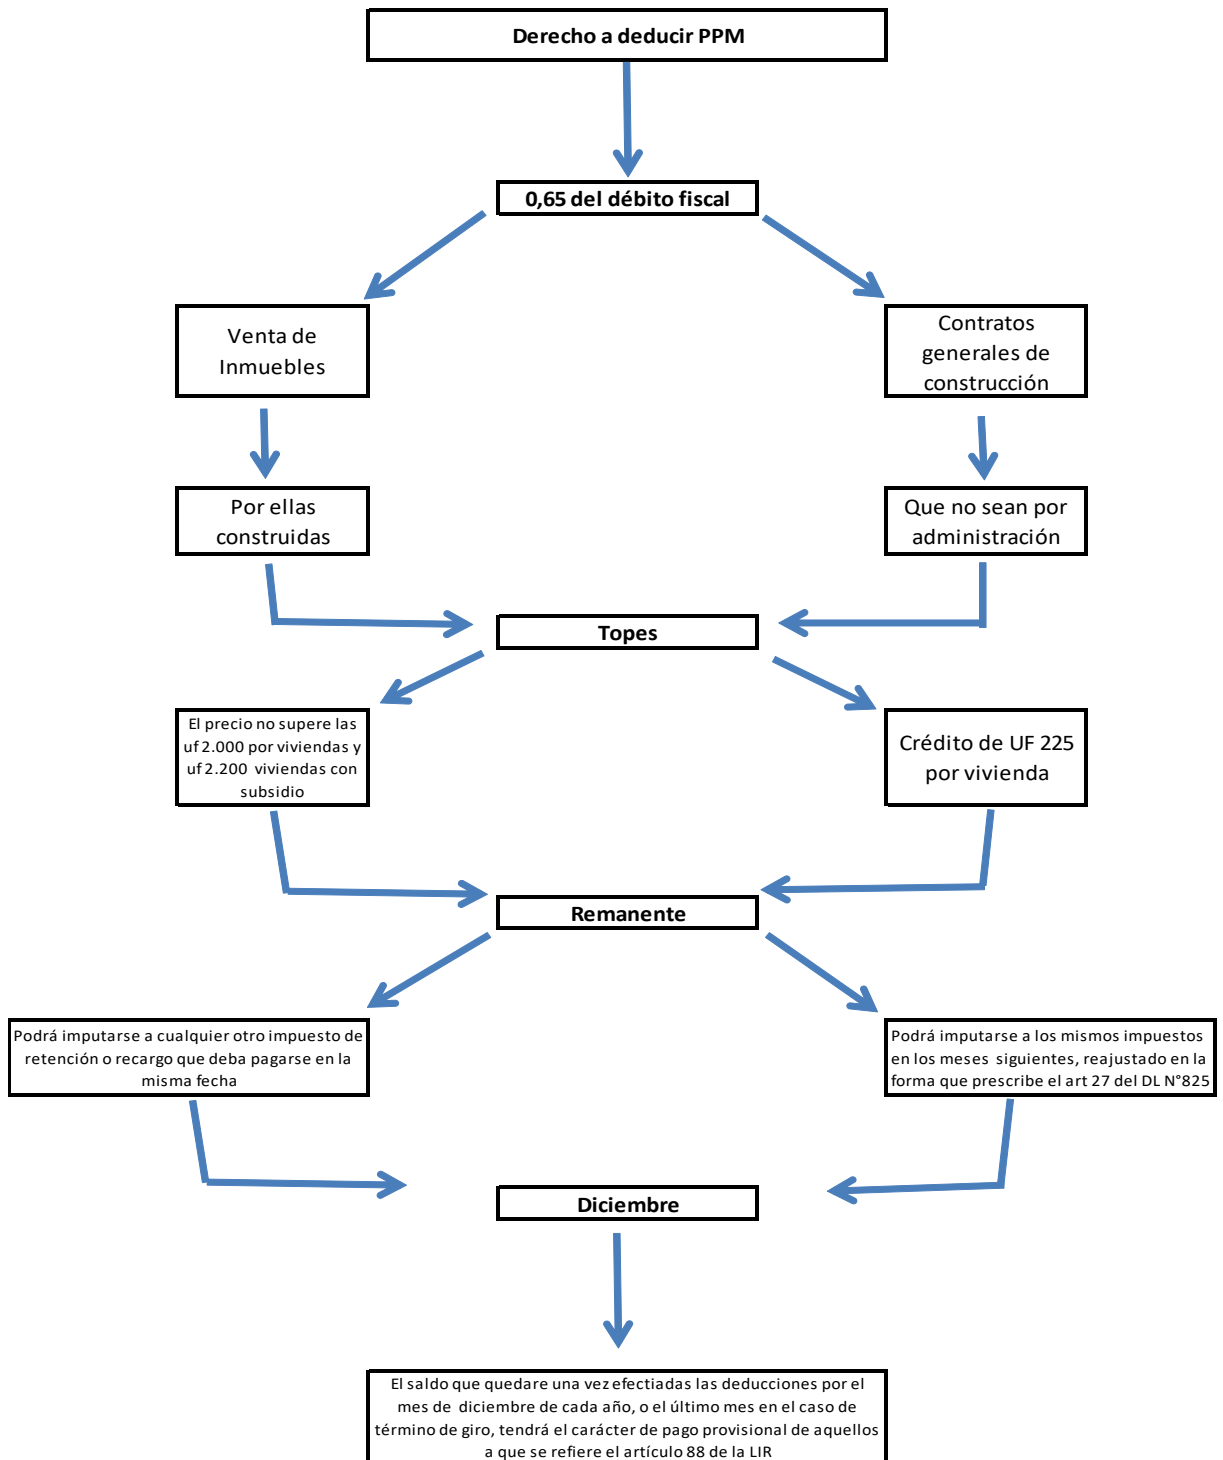 Derecho a deducir PPM
0,65 del débito fiscal
Venta de
Inmuebles
Contratos
generales de
construcción
Por ellas
construidas
Que no sean por
administración
Topes
El precio no supere las
uf 2.000 por viviendas y
uf 2.200 viviendas con
subsidio
Crédito de UF 225
por vivienda
Remanente
Podrá imputarse a cualquier otro impuesto de
retención o recargo que deba pagarse en la
misma fecha
Podrá imputarse a los mismos impuestos
en los meses siguientes, reajustado en la
forma que prescribe el art 27 del DL N°825
Diciembre
El saldo que quedare una vez efectiadas las deducciones por el
mes de diciembre de cada año, o el último mes en el caso de
término de giro, tendrá el carácter de pago provisional de aquellos
a que se refiere el artículo 88 de la LIR